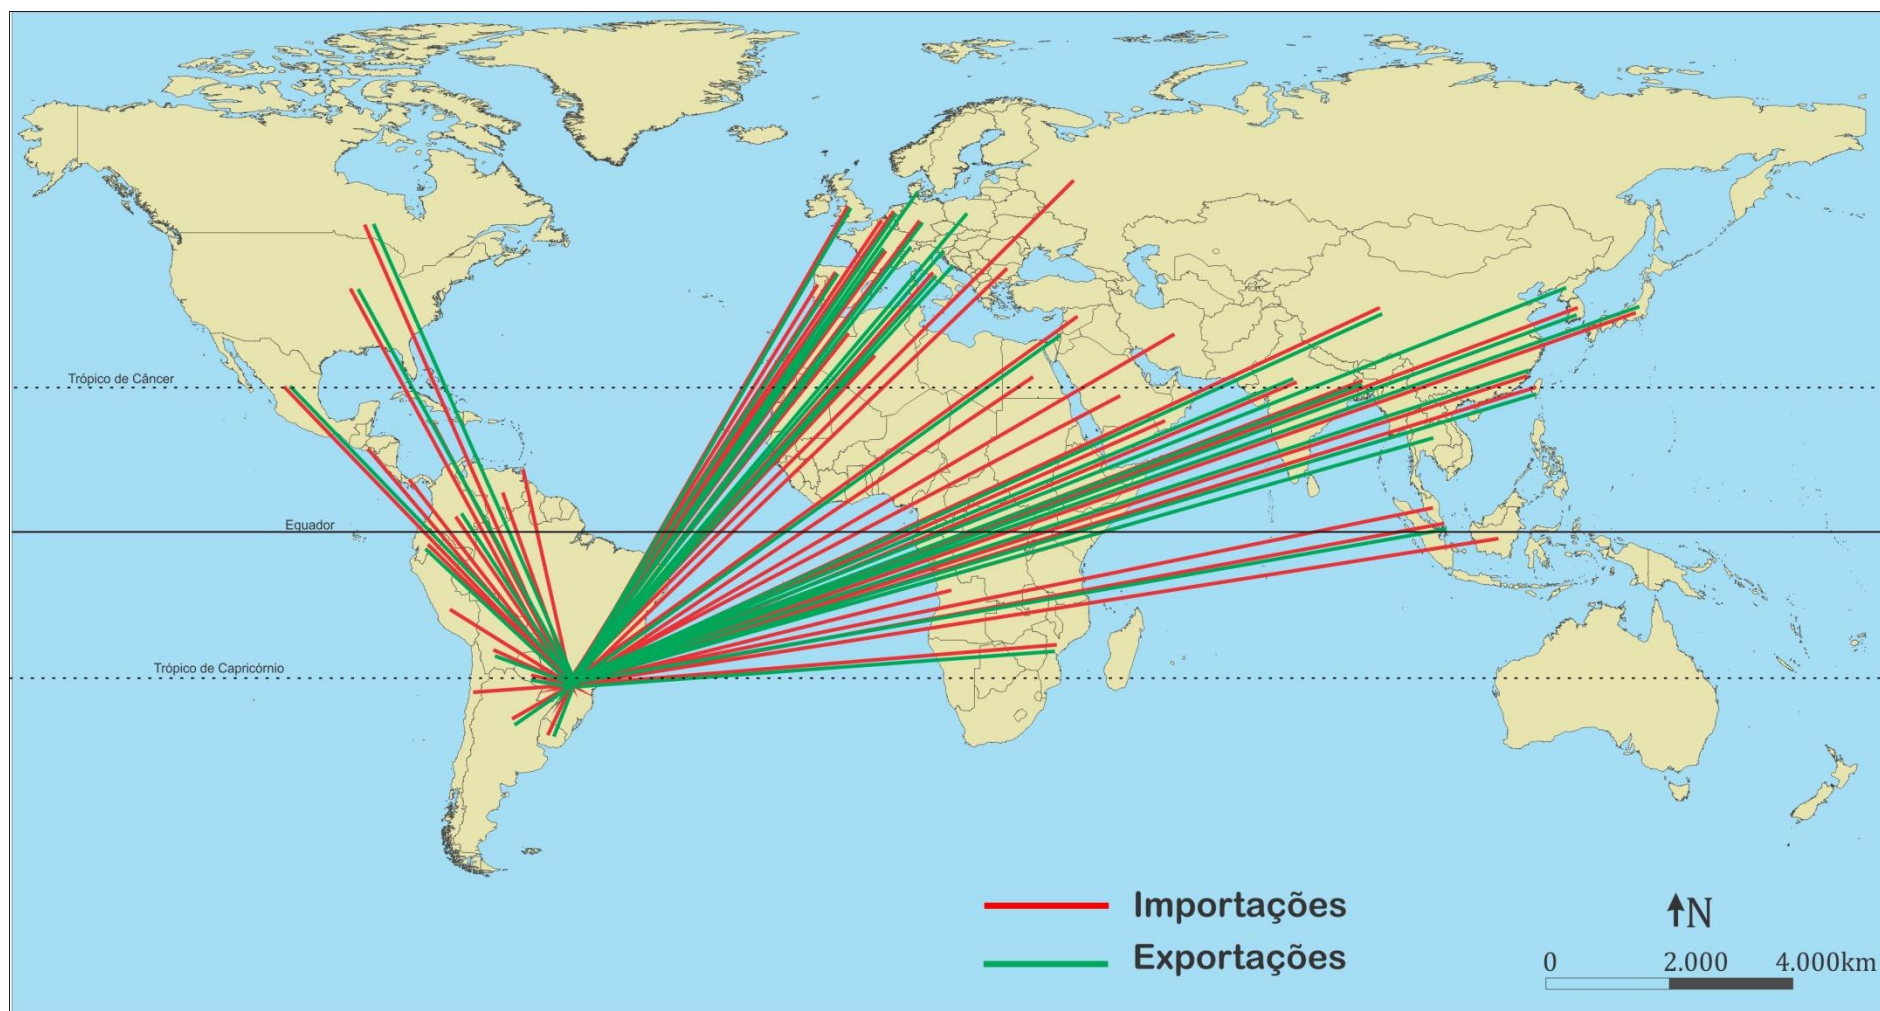 Trópico de Câncer
Equador
Trópico de Capricórnio
Importações
Exportações
N
0 2.000 4.000km